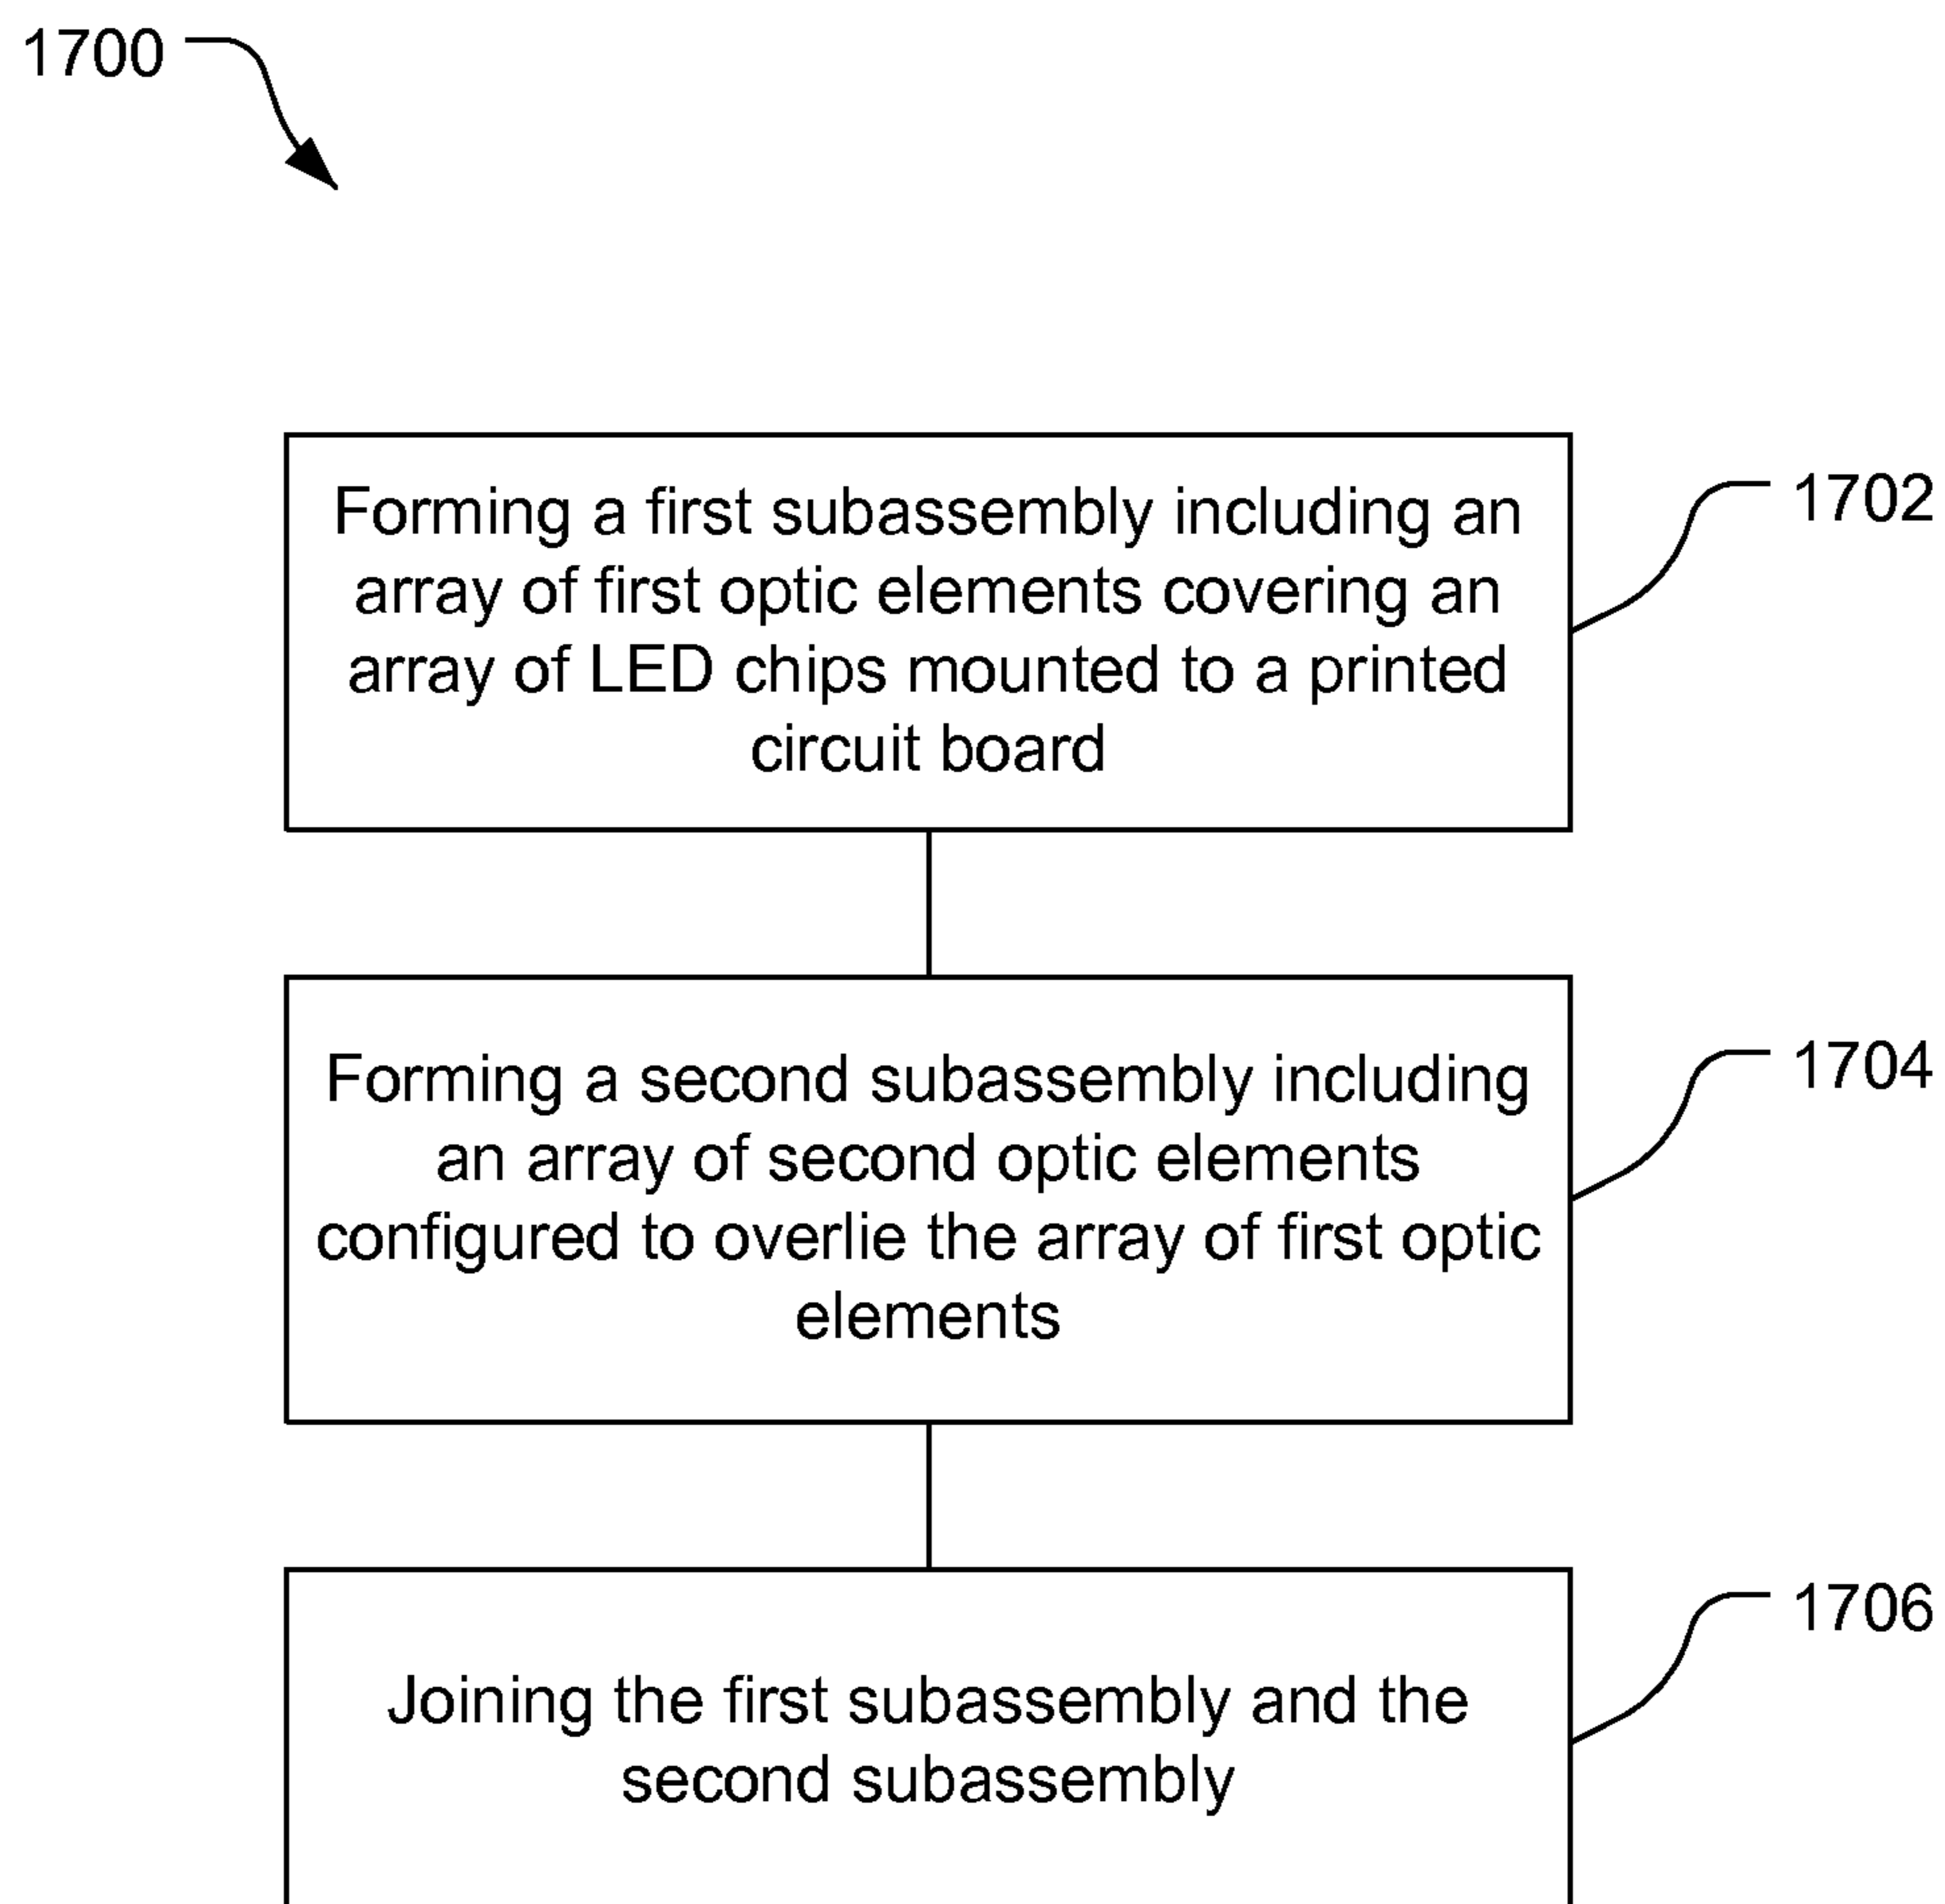 1700
Forming a first subassembly including an
array of first optic elements covering an
array of LED chips mounted to a printed
circuit board
1702
Forming a second subassembly including
an array of second optic elements
configured to overlie the array of first optic
elements
1704
Joining the first subassembly and the
second subassembly
1706